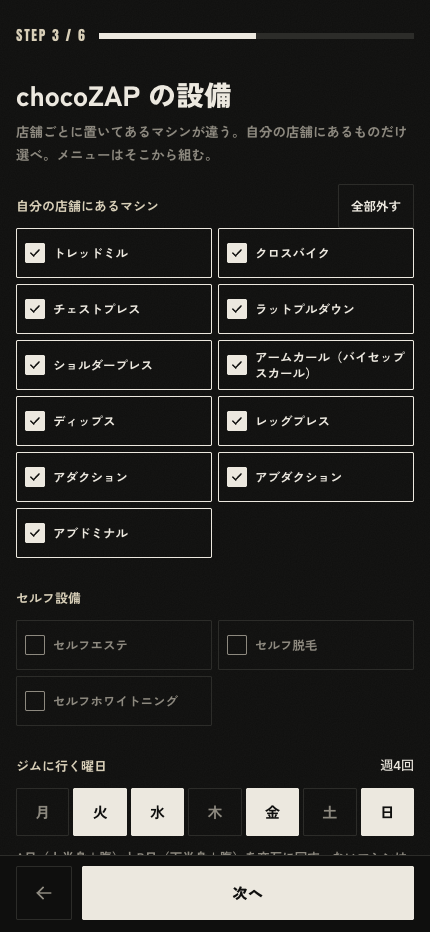 STEP 3 / 6
chocoZAP の設備
店舗ごとに置いてあるマシンが違う。自分の店舗にあるものだけ
選べ。メニューはそこから組む。
自分の店舗にあるマシン
全部外す
トレッドミル
クロスバイク
チェストプレス
ラットプルダウン
ショルダープレス
アームカール（バイセップ
スカール）
ディップス
レッグプレス
アダクション
アブダクション
アブドミナル
セルフ設備
セルフエステ
セルフ脱毛
セルフホワイトニング
ジムに行く曜日
週4回
月
火
水
木
金
土
日
次へ